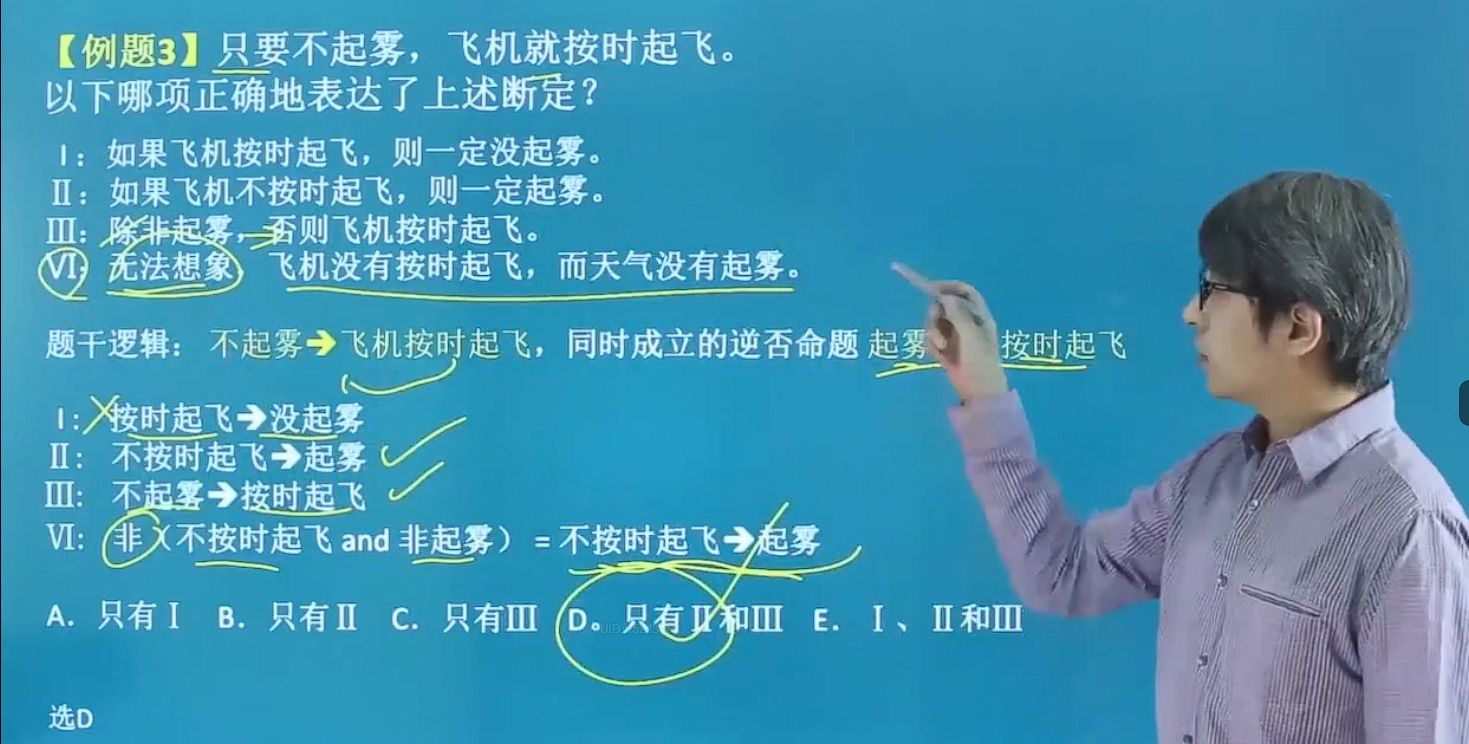 【例题3】只要不起雾，飞机就按时起飞。
以下哪项正确地表达了上述断定？
Ⅰ：如果飞机按时起飞，则一定没起雾。
Ⅱ：如果飞机不按时起飞，则一定起雾。
Ⅲ：除非起雾，否则飞机按时起飞。
Ⅵ：无法想象，飞机没有按时起飞，而天气没有起雾。
题干逻辑： 不起雾➔飞机按时起飞，同时成立的逆否命题 起雾 按时起飞
Ⅰ: 按时起飞➔没起雾
Ⅱ: 不按时起飞➔起雾
Ⅲ: 不起雾➔按时起飞
Ⅵ: 非（不按时起飞 and 非起雾） = 不按时起飞➔起雾
A. 只有Ⅰ B. 只有Ⅱ C. 只有Ⅲ D。只有Ⅱ和Ⅲ E. Ⅰ、Ⅱ和Ⅲ
选D